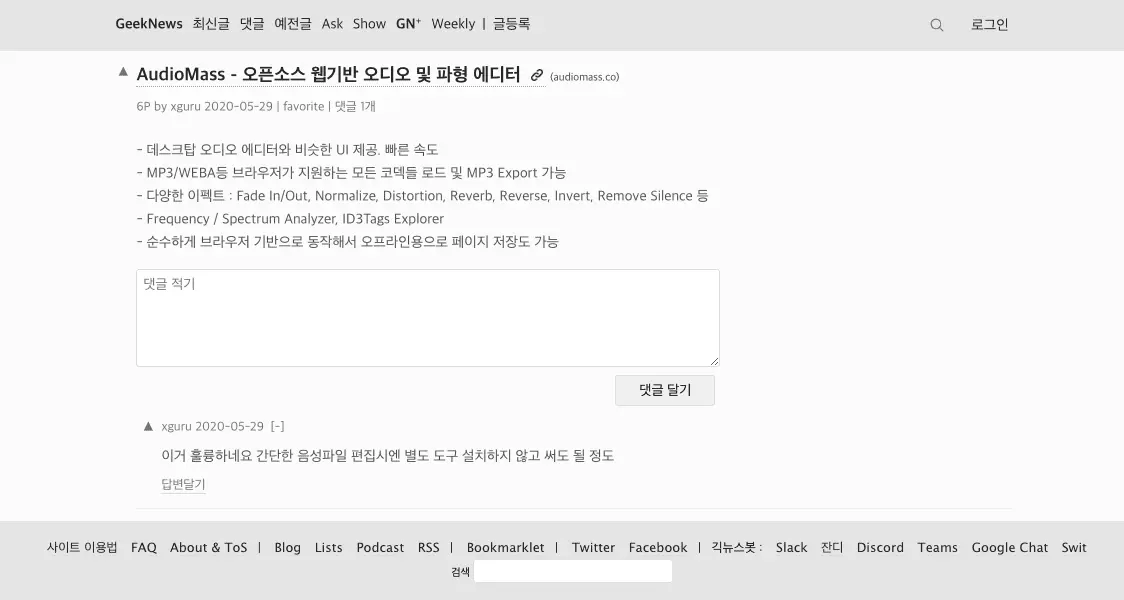 GeekNews 최신글 댓글 예전글 Ask Show GN⁺ Weekly | 글등록 로그인
▲ AudioMass - 오픈소스 웹기반 오디오 및 파형 에디터 (audiomass.co)
6P by xguru 2020-05-29 | favorite | 댓글 1개
- 데스크탑 오디오 에디터와 비슷한 UI 제공. 빠른 속도
- MP3/WEBA등 브라우저가 지원하는 모든 코덱들 로드 및 MP3 Export 가능
- 다양한 이펙트 : Fade In/Out, Normalize, Distortion, Reverb, Reverse, Invert, Remove Silence 등
- Frequency / Spectrum Analyzer, ID3Tags Explorer
- 순수하게 브라우저 기반으로 동작해서 오프라인용으로 페이지 저장도 가능
댓글 적기
댓글 달기
▲ xguru 2020-05-29 [-]
이거 훌륭하네요 간단한 음성파일 편집시엔 별도 도구 설치하지 않고 써도 될 정도
답변달기
사이트 이용법 FAQ About & ToS | Blog Lists Podcast RSS | Bookmarklet | Twitter Facebook | 긱뉴스봇 : Slack 잔디 Discord Teams Google Chat Swit
검색